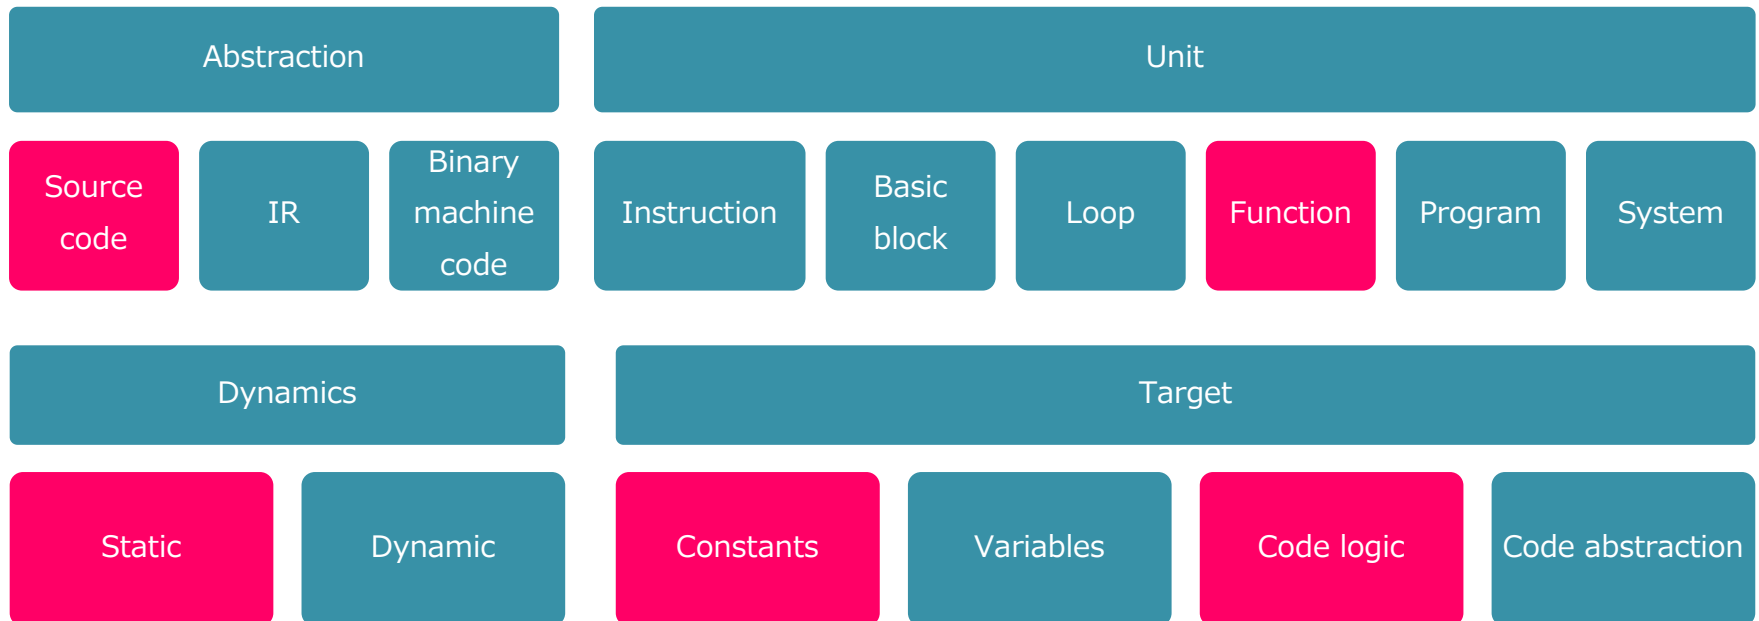 Abstraction
Unit
Source
code
IR
Binary
machine
code
Instruction
Basic
block
Loop
Function
Program
System
Dynamics
Target
Static
Dynamic
Constants
Variables
Code logic
Code abstraction